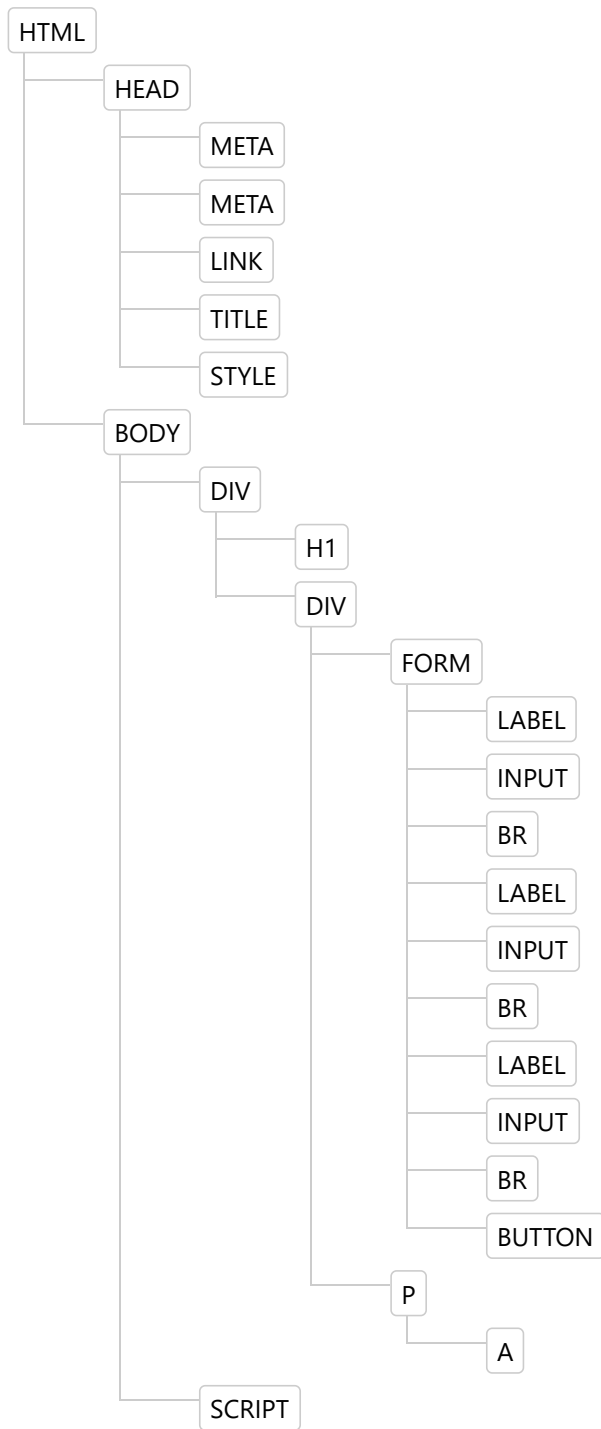 HTML
HEAD
META
META
LINK
TITLE
STYLE
BODY
DIV
H1
DIV
FORM
LABEL
INPUT
BR
LABEL
INPUT
BR
LABEL
INPUT
BR
BUTTON
P
A
SCRIPT